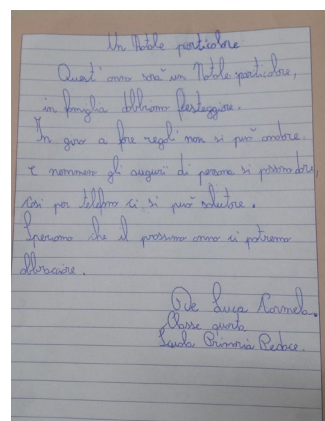 Un Natale particolare
Quest' anno sarà un Natale particolare,
in famiglia dobbiamo festeggiare.
In giro a fare regali non si può andare.
E nemmeno gli auguri di persona si possono dare,
così per telefono ci si può salutare.
Speriamo che il prossimo anno ci potremo
abbracciare.
De Luca Carmela.
Classe quarta
Scuola Primaria Pedace.